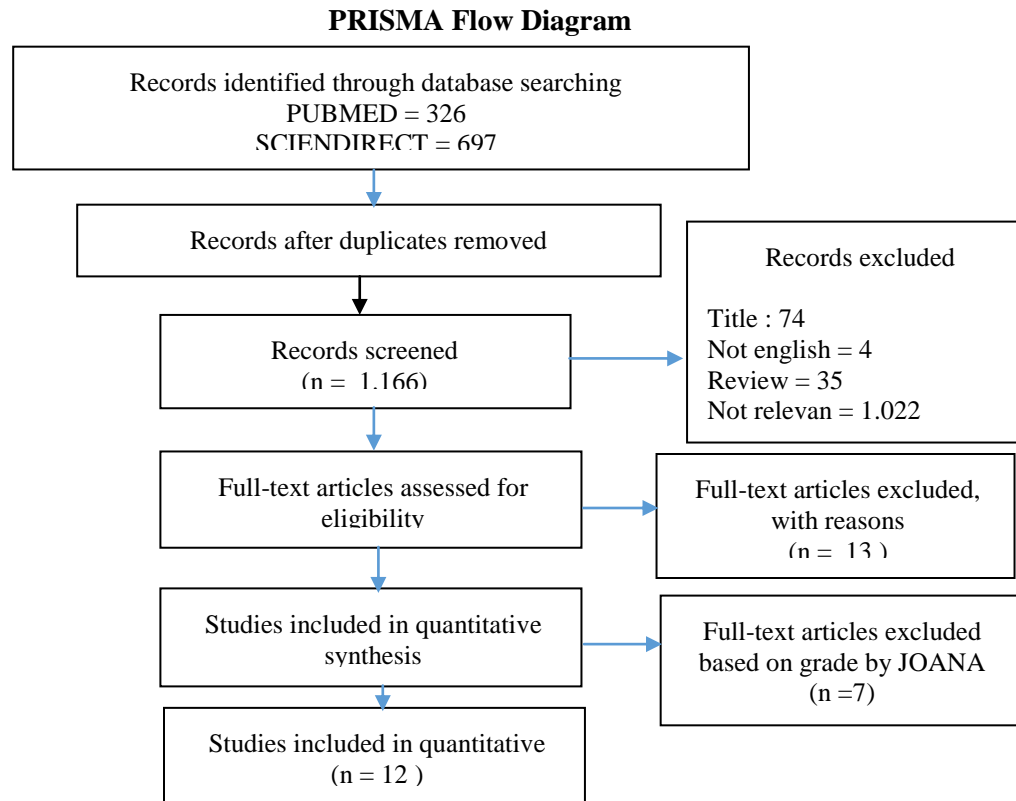 PRISMA Flow Diagram
Records identified through database searching
PUBMED = 326
SCIENDIRECT = 697
Records after duplicates removed
Records excluded
Title : 74
Not english = 4
Review = 35
Not relevan = 1.022
Records screened
(n = 1.166)
Full-text articles assessed for
eligibility
Full-text articles excluded,
with reasons
(n = 13 )
Studies included in quantitative
synthesis
Full-text articles excluded
based on grade by JOANA
(n =7)
Studies included in quantitative
(n = 12 )